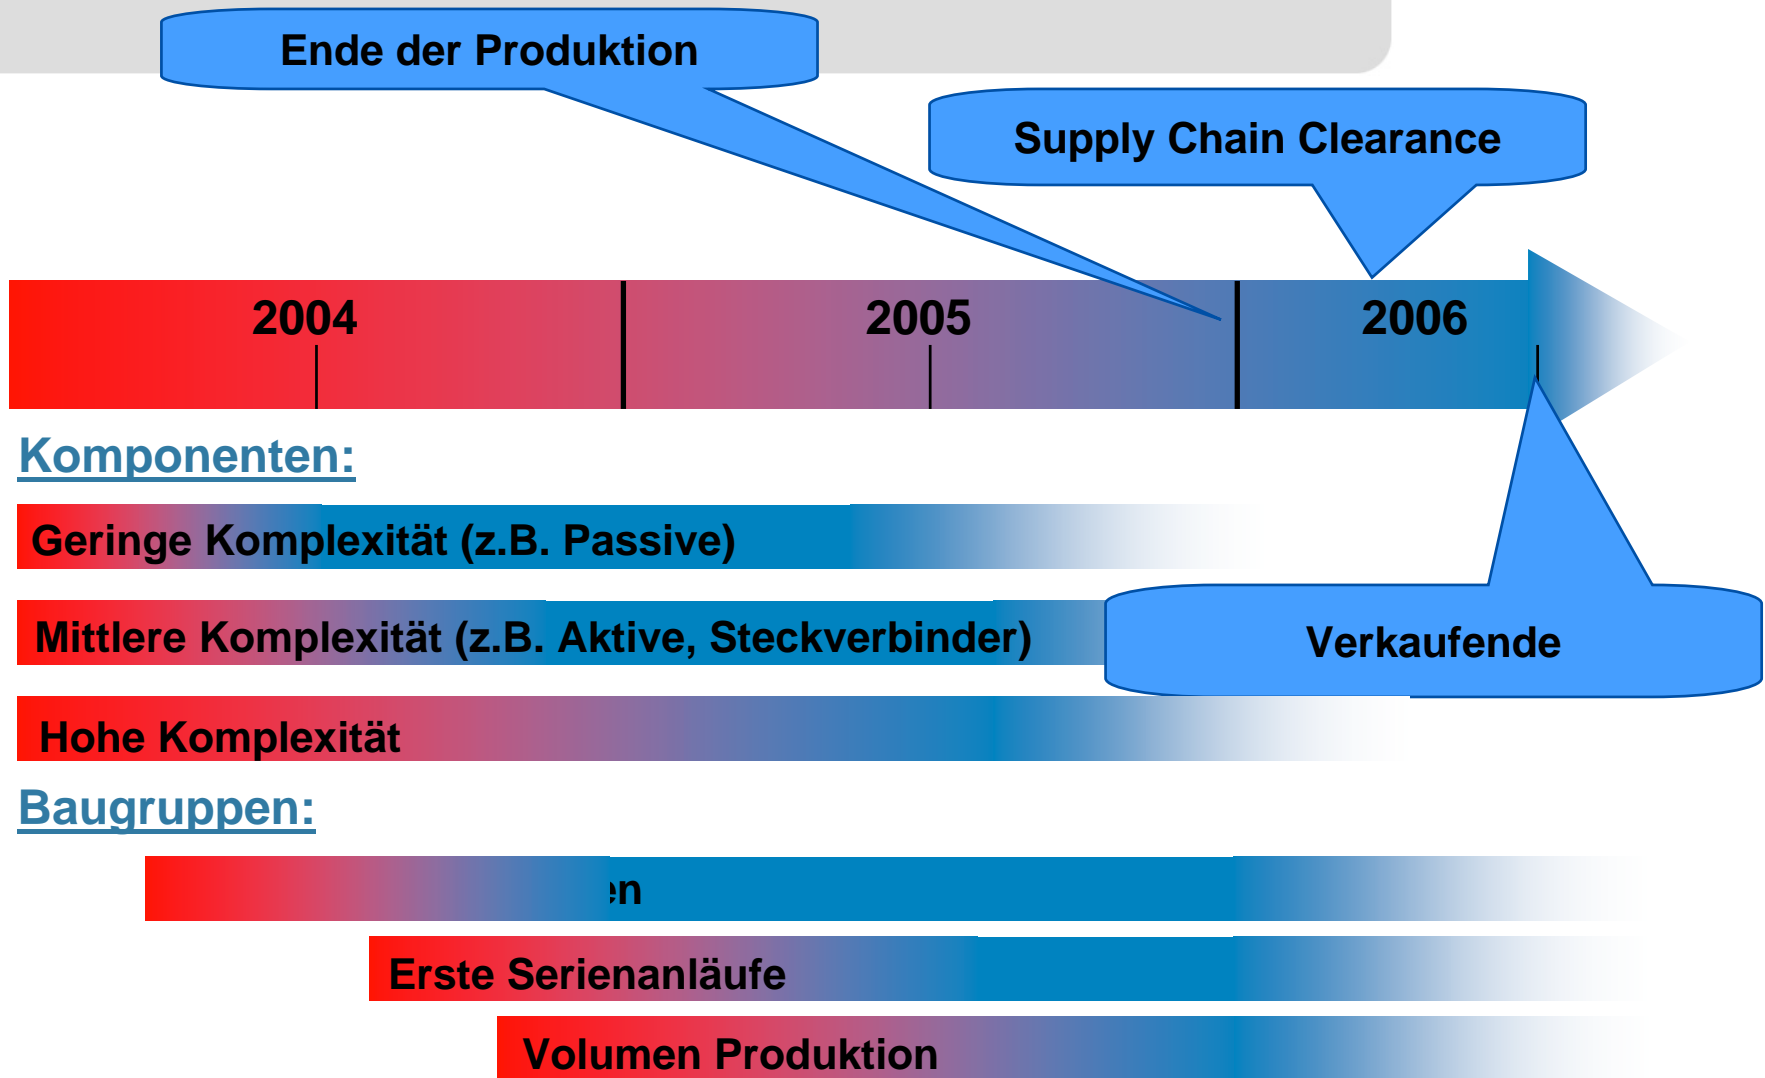 Ende der Produktion
Supply Chain Clearance
2004
2005
2006
Komponenten:
Geringe Komplexität (z.B. Passive)
Mittlere Komplexität (z.B. Aktive, Steckverbinder)
Verkaufende
Hohe Komplexität
Baugruppen:
Erste Serienanläufe
Volumen Produktion